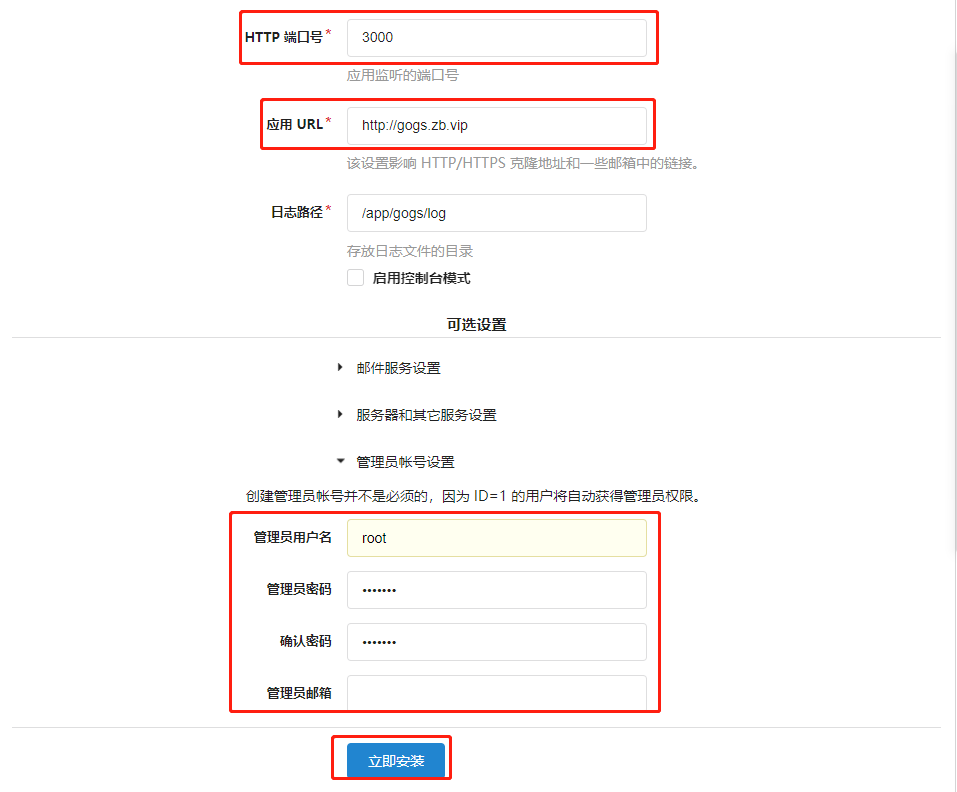 HTTP 端口号* 3000
应用监听的端口号
应用 URL* http://gogs.zb.vip
该设置影响 HTTP/HTTPS 克隆地址和一些邮箱中的链接。
日志路径* /app/gogs/log
存放日志文件的目录
启用控制台模式
可选设置
邮件服务设置
服务器和其它服务设置
管理员帐号设置
创建管理员帐号并不是必须的，因为 ID=1 的用户将自动获得管理员权限。
管理员用户名 root
管理员密码 •••••••
确认密码 •••••••
管理员邮箱
立即安装